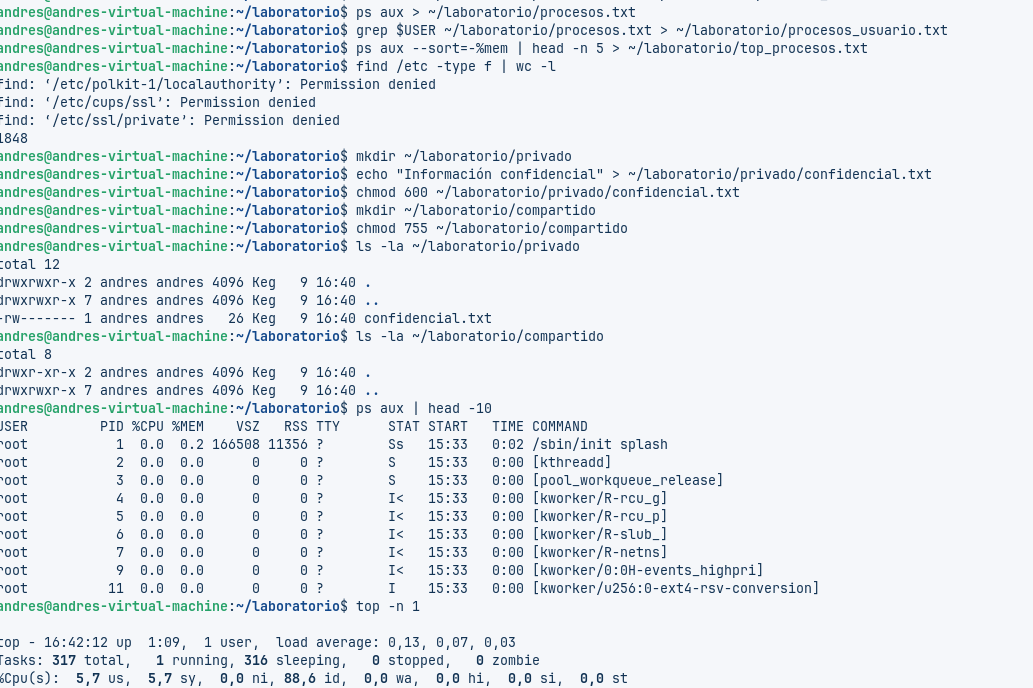 andres@andres-virtual-machine:~/laboratorio$ ps aux > ~/laboratorio/procesos.txt
andres@andres-virtual-machine:~/laboratorio$ grep $USER ~/laboratorio/procesos.txt > ~/laboratorio/procesos_usuario.txt
andres@andres-virtual-machine:~/laboratorio$ ps aux --sort=-%mem | head -n 5 > ~/laboratorio/top_procesos.txt
andres@andres-virtual-machine:~/laboratorio$ find /etc -type f | wc -l
find: ‘/etc/polkit-1/localauthority’: Permission denied
find: ‘/etc/cups/ssl’: Permission denied
find: ‘/etc/ssl/private’: Permission denied
1848
andres@andres-virtual-machine:~/laboratorio$ mkdir ~/laboratorio/privado
andres@andres-virtual-machine:~/laboratorio$ echo "Información confidencial" > ~/laboratorio/privado/confidencial.txt
andres@andres-virtual-machine:~/laboratorio$ chmod 600 ~/laboratorio/privado/confidencial.txt
andres@andres-virtual-machine:~/laboratorio$ mkdir ~/laboratorio/compartido
andres@andres-virtual-machine:~/laboratorio$ chmod 755 ~/laboratorio/compartido
andres@andres-virtual-machine:~/laboratorio$ ls -la ~/laboratorio/privado
total 12
drwxrwxr-x 2 andres andres 4096 Keg   9 16:40 .
drwxrwxr-x 7 andres andres 4096 Keg   9 16:40 ..
-rw------- 1 andres andres   26 Keg   9 16:40 confidencial.txt
andres@andres-virtual-machine:~/laboratorio$ ls -la ~/laboratorio/compartido
total 8
drwxr-xr-x 2 andres andres 4096 Keg   9 16:40 .
drwxrwxr-x 7 andres andres 4096 Keg   9 16:40 ..
andres@andres-virtual-machine:~/laboratorio$ ps aux | head -10
USER         PID %CPU %MEM    VSZ   RSS TTY      STAT START   TIME COMMAND
root           1  0.0  0.2 166508 11356 ?        Ss   15:33   0:02 /sbin/init splash
root           2  0.0  0.0      0     0 ?        S    15:33   0:00 [kthreadd]
root           3  0.0  0.0      0     0 ?        S    15:33   0:00 [pool_workqueue_release]
root           4  0.0  0.0      0     0 ?        I<   15:33   0:00 [kworker/R-rcu_g]
root           5  0.0  0.0      0     0 ?        I<   15:33   0:00 [kworker/R-rcu_p]
root           6  0.0  0.0      0     0 ?        I<   15:33   0:00 [kworker/R-slub_]
root           7  0.0  0.0      0     0 ?        I<   15:33   0:00 [kworker/R-netns]
root           9  0.0  0.0      0     0 ?        I<   15:33   0:00 [kworker/0:0H-events_highpri]
root          11  0.0  0.0      0     0 ?        I    15:33   0:00 [kworker/u256:0-ext4-rsv-conversion]
andres@andres-virtual-machine:~/laboratorio$ top -n 1
top - 16:42:12 up  1:09,  1 user,  load average: 0,13, 0,07, 0,03
Tasks: 317 total,   1 running, 316 sleeping,   0 stopped,   0 zombie
%Cpu(s):  5,7 us,  5,7 sy,  0,0 ni, 88,6 id,  0,0 wa,  0,0 hi,  0,0 si,  0,0 st